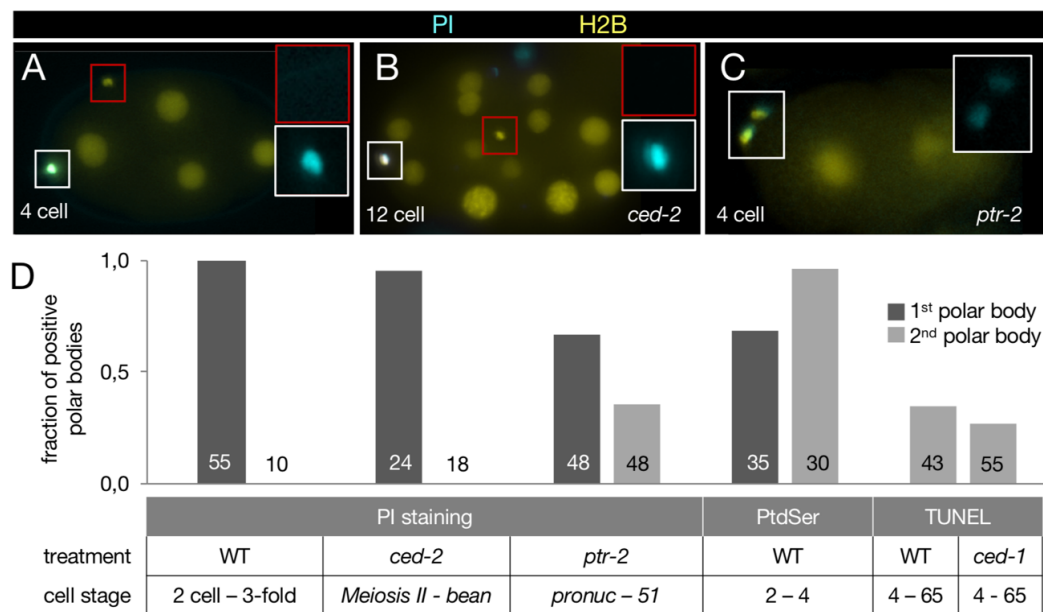 PI H2B
A B C
4 cell 12 cell ced-2 4 cell ptr-2
D
fraction of positive
polar bodies
1,0
0,5
0,0
1st polar body
2nd polar body
55 10 24 18 48 48 35 30 43 55
PI staining PtdSer TUNEL
treatment WT ced-2 ptr-2 WT WT ced-1
cell stage 2 cell – 3-fold Meiosis II - bean pronuc – 51 2 – 4 4 – 65 4 - 65